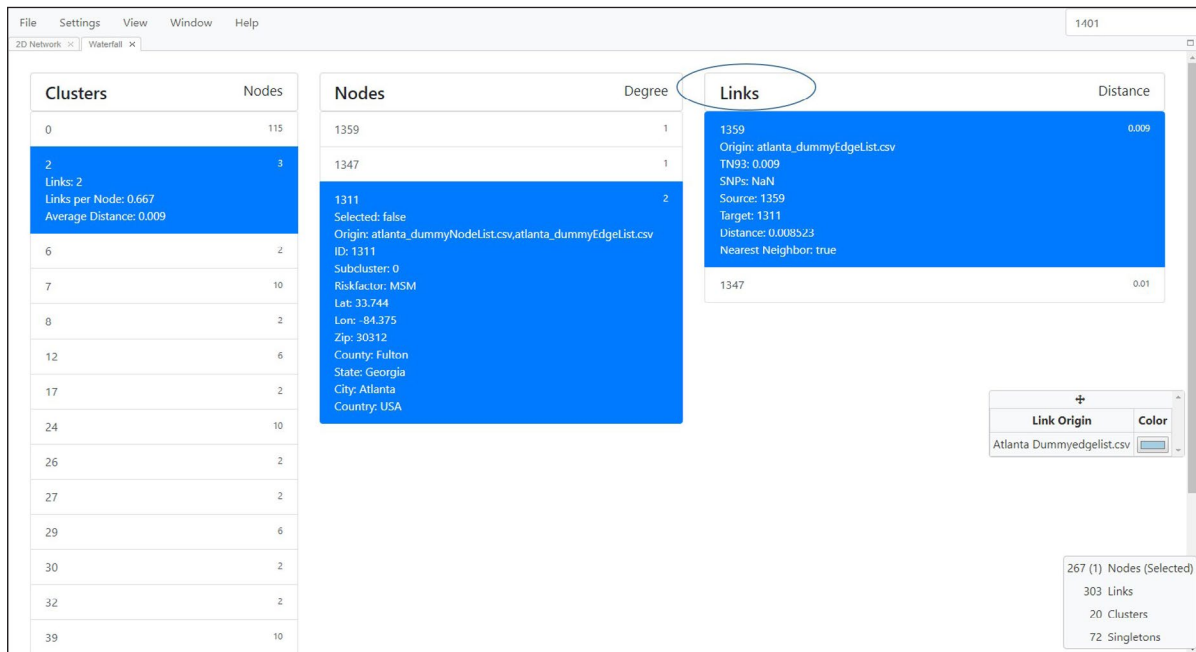 File Settings View Window Help
1401
2D Network × Waterfall ×
Clusters Nodes
0 115
2 3
Links: 2
Links per Node: 0.667
Average Distance: 0.009
6 2
7 10
8 2
12 6
17 2
24 10
26 2
27 2
29 6
30 2
32 2
39 10
Nodes Degree
1359 1
1347 1
1311 2
Selected: false
Origin: atlanta_dummyNodeList.csv,atlanta_dummyEdgeList.csv
ID: 1311
Subcluster: 0
Riskfactor: MSM
Lat: 33.744
Lon: -84.375
Zip: 30312
County: Fulton
State: Georgia
City: Atlanta
Country: USA
Links Distance
1359 0.009
Origin: atlanta_dummyEdgeList.csv
TN93: 0.009
SNPs: NaN
Source: 1359
Target: 1311
Distance: 0.008523
Nearest Neighbor: true
1347 0.01
Link Origin Color
Atlanta Dummyedgelist.csv
267 (1) Nodes (Selected)
303 Links
20 Clusters
72 Singletons